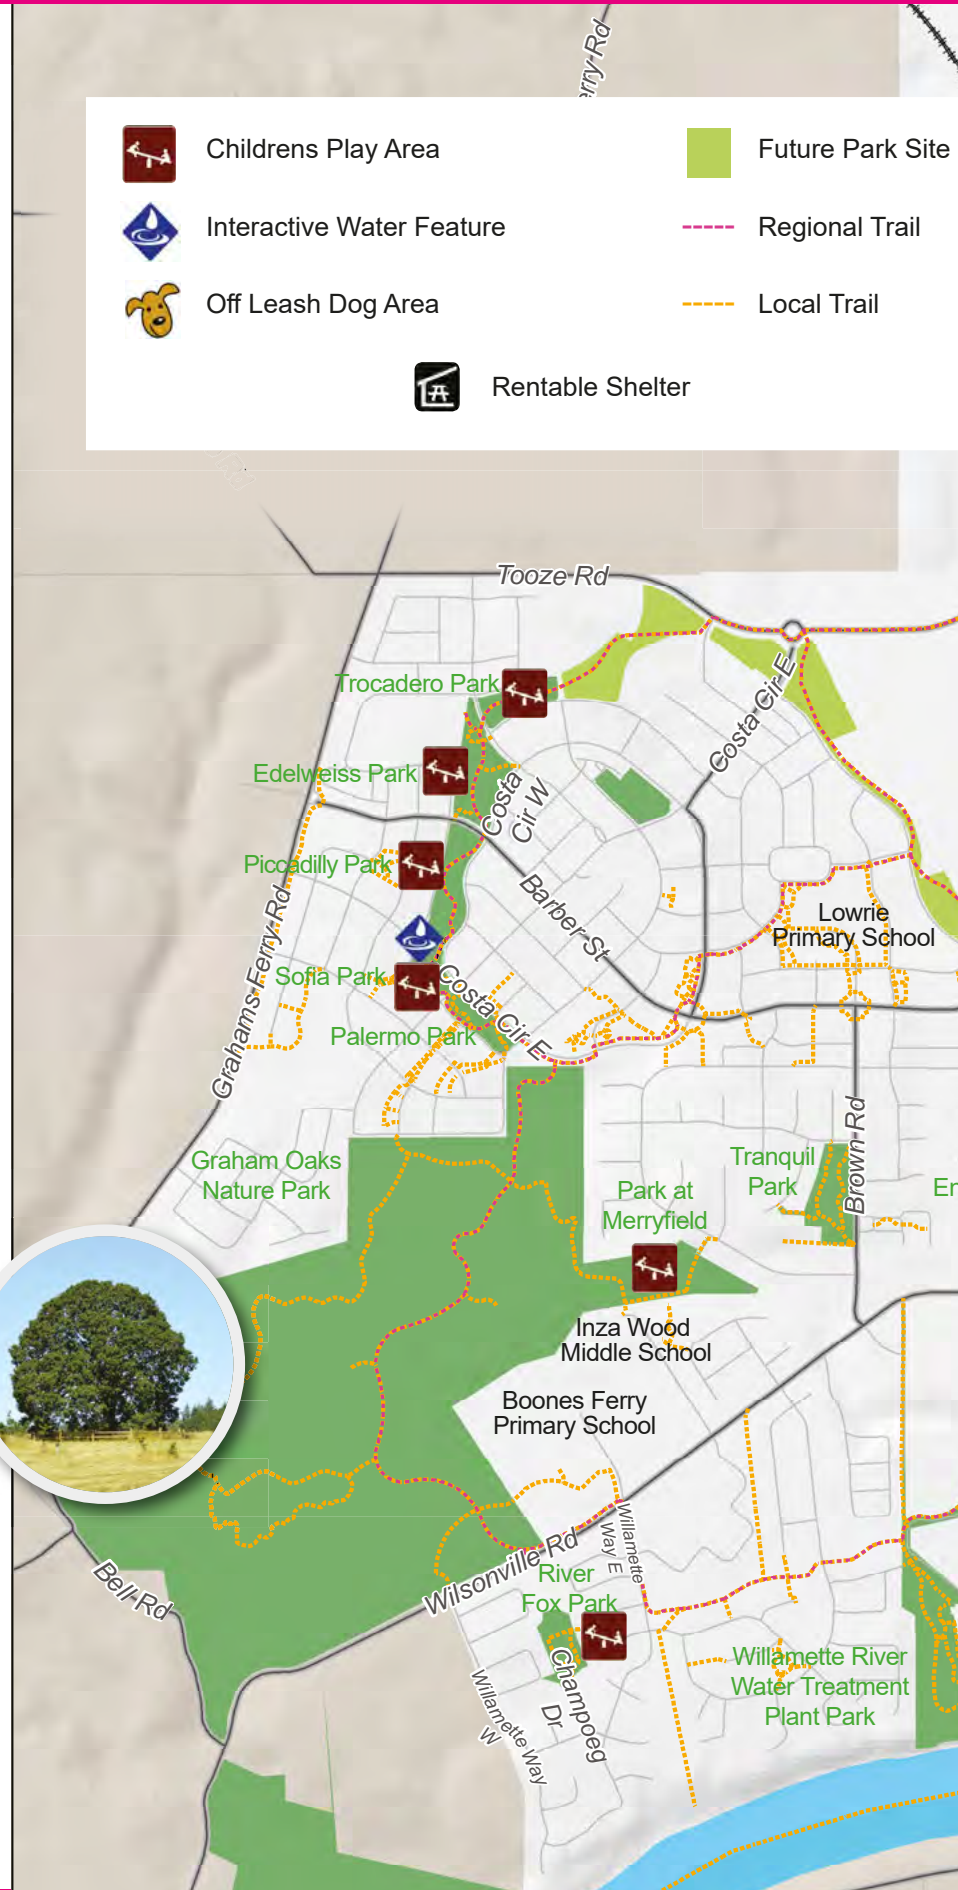 erry Rd
Childrens Play Area
Future Park Site
Interactive Water Feature
Regional Trail
Off Leash Dog Area
Local Trail
Rentable Shelter
Tooze Rd
Trocadero Park
Costa Cir E
Edelweiss Park
Costa
Cir W
Piccadilly Park
Barber St
Lowrie
Primary School
Grahams Ferry Rd
Sofia Park
Costa Cir E
Palermo Park
Brown Rd
Graham Oaks
Nature Park
Tranquil
Park
Park at
Merryfield
En
Inza Wood
Middle School
Boones Ferry
Primary School
Willamette
Way E
Wilsonville Rd
Bell Rd
River
Fox Park
Champoeg
Dr
Willamette Way
W
Willamette River
Water Treatment
Plant Park